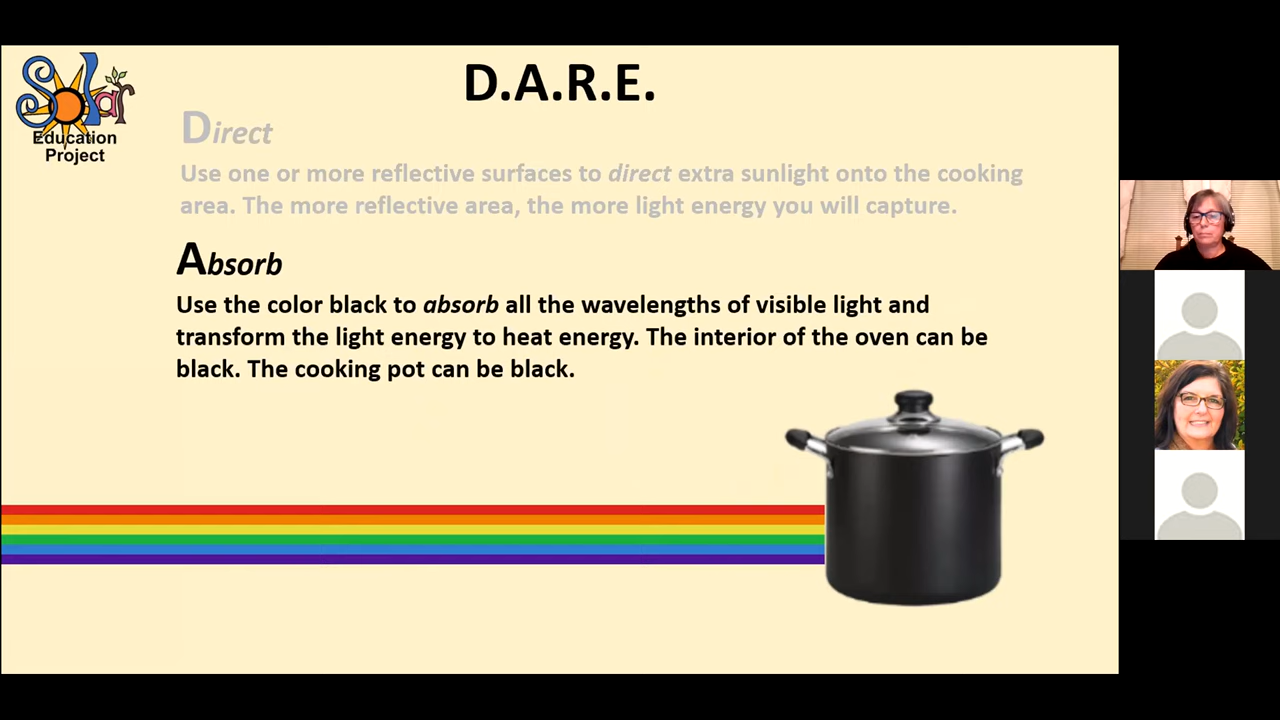 Solar
Education
Project
D.A.R.E.
Direct
Use one or more reflective surfaces to direct extra sunlight onto the cooking
area. The more reflective area, the more light energy you will capture.
Absorb
Use the color black to absorb all the wavelengths of visible light and
transform the light energy to heat energy. The interior of the oven can be
black. The cooking pot can be black.